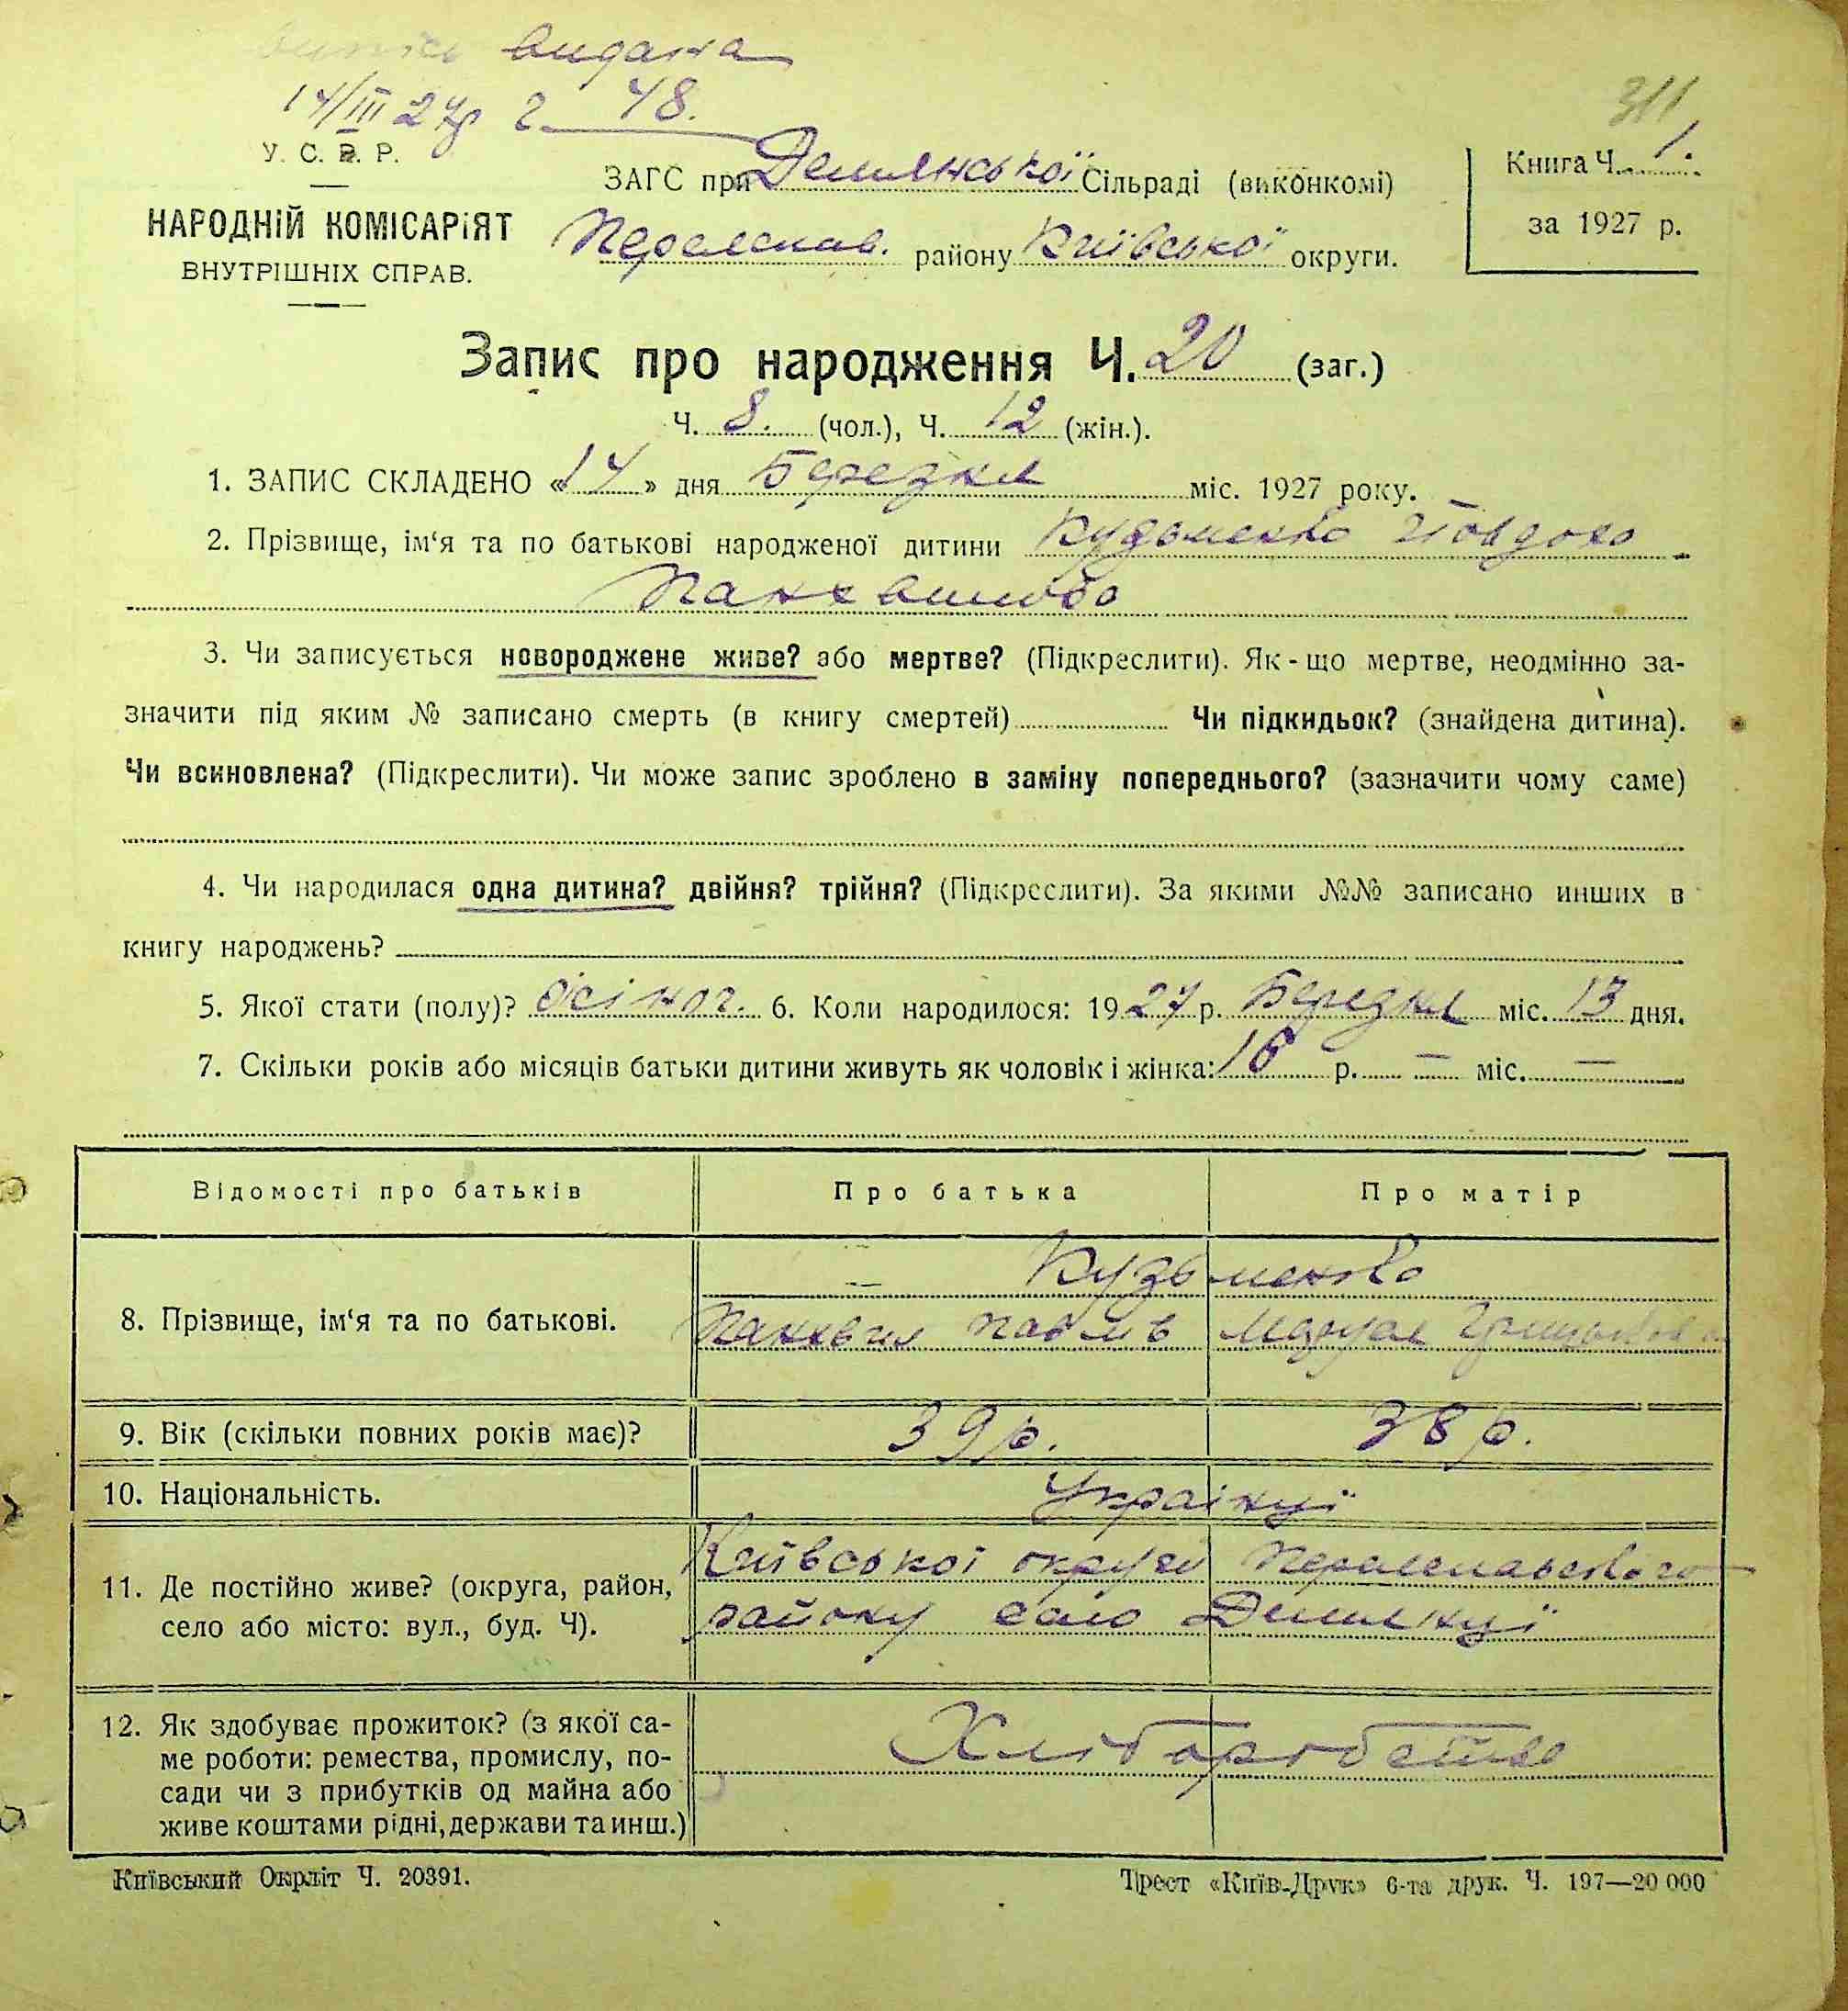 випись видана
14/III 27р Ч 48.
311
У. С. Р. Р.
НАРОДНІЙ КОМІСАРІЯТ
ВНУТРІШНІХ СПРАВ.
ЗАГС при Демянської Сільраді (виконкомі)
Переяслав. району Київської округи.
Книга Ч. 1.
за 1927 р.
Запис про народження Ч. 20 (заг.)
Ч. 8. (чол.), Ч. 12 (жін.).
1. ЗАПИС СКЛАДЕНО «14» дня Березня міс. 1927 року.
2. Прізвище, ім‘я та по батькові народженої дитини Кузьменко Йовдоха
3. Чи записується новороджене живе? або мертве? (Підкреслити). Як-що мертве, неодмінно за-
значити під яким № записано смерть (в книгу смертей) Чи підкидьок? (знайдена дитина).
Чи всиновлена? (Підкреслити). Чи може запис зроблено в заміну попереднього? (зазначити чому саме)
4. Чи народилася одна дитина? двійня? трійня? (Підкреслити). За якими №№ записано инших в
книгу народжень?
5. Якої стати (полу)? жіноч. 6. Коли народилося: 1927 р. Березня міс. 13 дня.
7. Скільки років або місяців батьки дитини живуть як чоловік і жінка: 16 р. — міс. —
Відомості про батьків Про батька Про матір
8. Прізвище, ім‘я та по батькові.
Кузьменко
9. Вік (скільки повних років має)? 39 р. 38 р.
10. Національність. Українці
11. Де постійно живе? (округа, район,
село або місто: вул., буд. Ч).
Київської округи Переяславського
району село Демянці
12. Як здобуває прожиток? (з якої са-
ме роботи: ремества, промислу, по-
сади чи з прибутків од майна або
живе коштами рідні, держави та инш.)
Хліборобство
Київський Окрліт Ч. 20391.
Трест «Київ-Друк» 6-та друк. Ч. 197—20 000